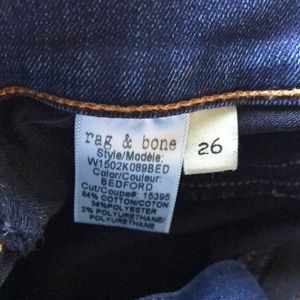 rag & bone
Style/Modèle:
W1502K089BED
Color/Couleur:
BEDFORD
Cut/Coupe#: 15395
64% COTTON/COTON
34%POLYESTER
2% POLYURETHANE/
POLYURETHANE
26